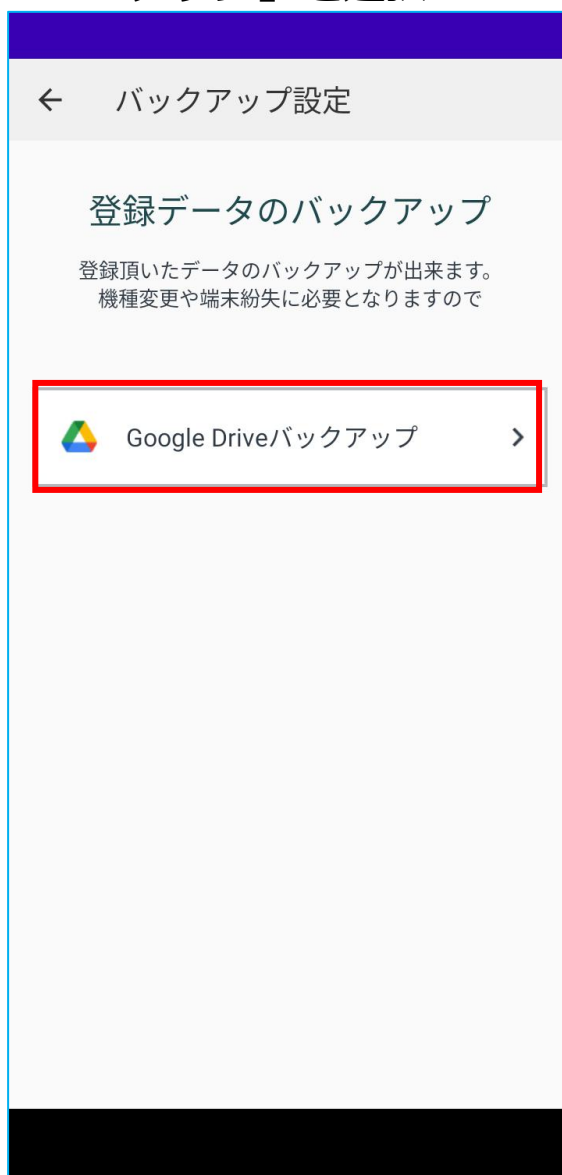 バックアップ設定
登録データのバックアップ
登録頂いたデータのバックアップが出来ます。
機種変更や端末紛失に必要となりますので
Google Driveバックアップ